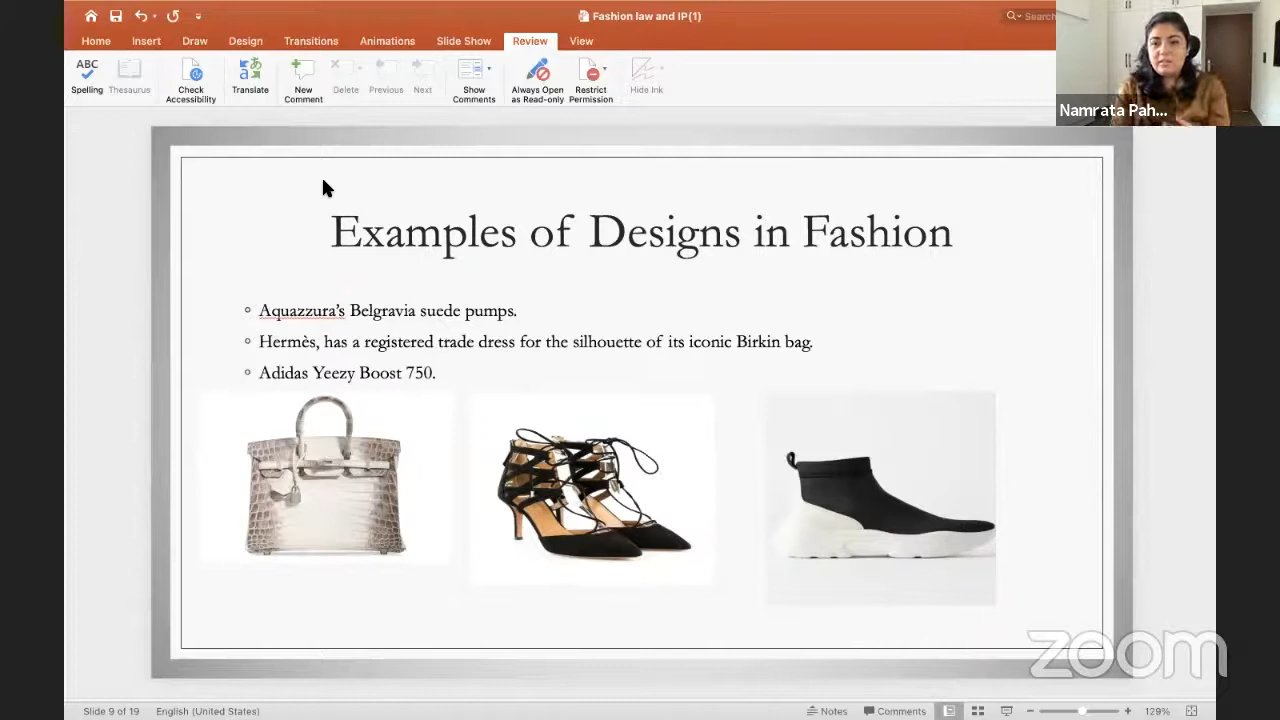 Fashion law and IP(1)
Search
Home Insert Draw Design Transitions Animations Slide Show Review View
ABC
Spelling Thesaurus Check Accessibility Translate New Comment Delete Previous Next Show Comments Always Open as Read-only Restrict Permission Hide Ink
Namrata Pah...
Examples of Designs in Fashion
Aquazzura's Belgravia suede pumps.
Hermès, has a registered trade dress for the silhouette of its iconic Birkin bag.
Adidas Yeezy Boost 750.
zoom
Slide 9 of 19 English (United States) Notes Comments 129%